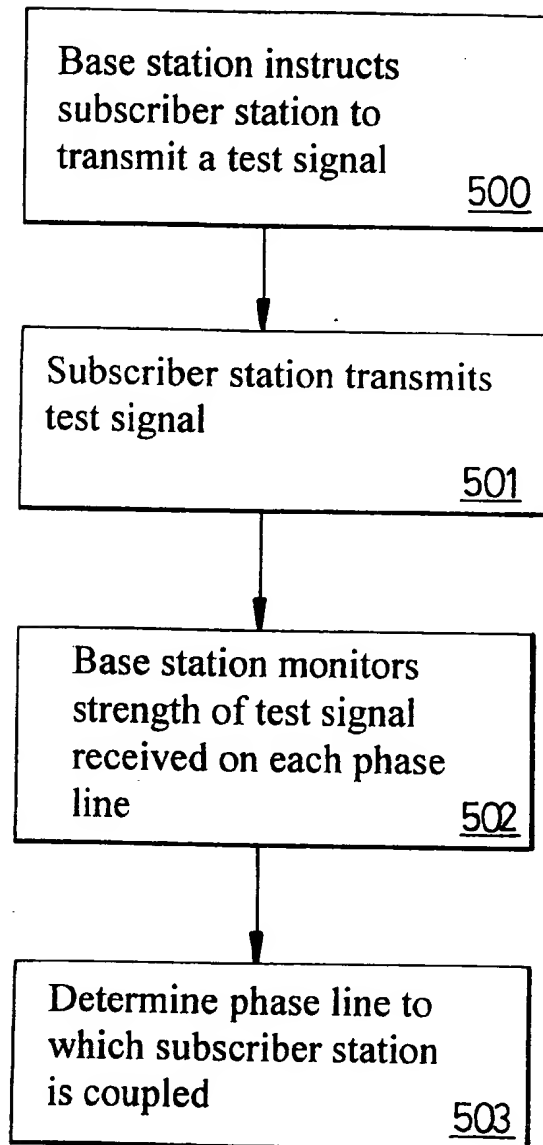 Base station instructs
subscriber station to
transmit a test signal
500
Subscriber station transmits
test signal
501
Base station monitors
strength of test signal
received on each phase
line
502
Determine phase line to
which subscriber station
is coupled
503